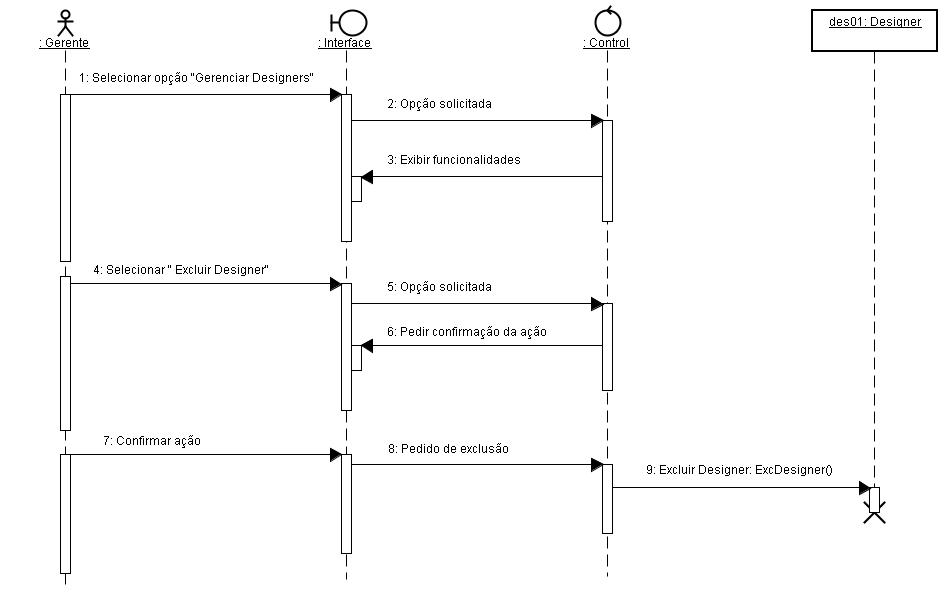 : Gerente
: Interface
: Control
des01: Designer
1: Selecionar opção "Gerenciar Designers"
2: Opção solicitada
3: Exibir funcionalidades
4: Selecionar " Excluir Designer"
5: Opção solicitada
6: Pedir confirmação da ação
7: Confirmar ação
8: Pedido de exclusão
9: Excluir Designer: ExcDesigner()